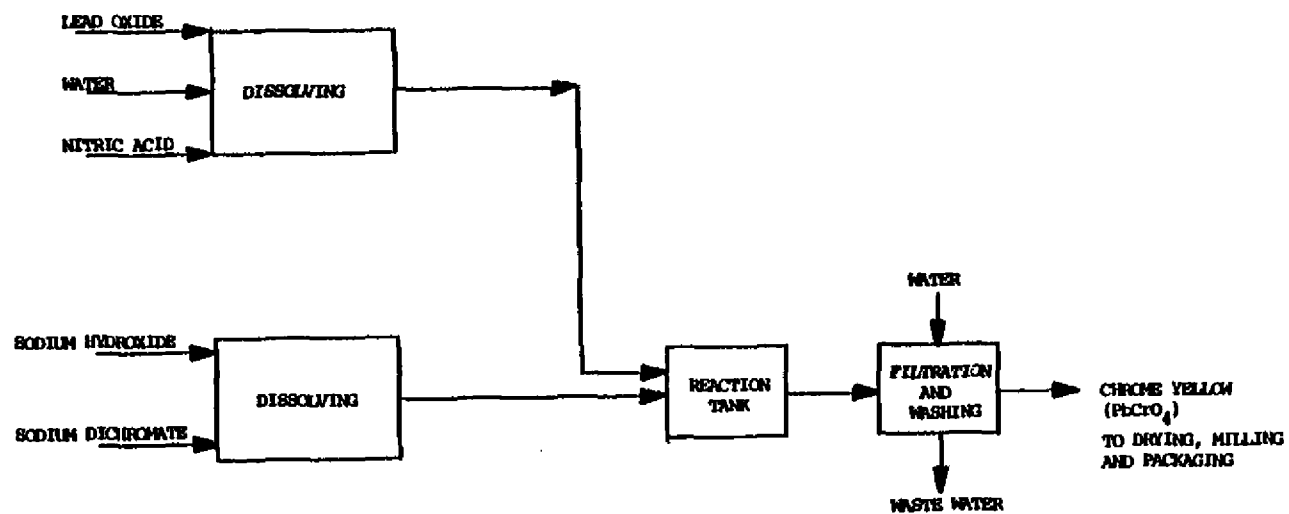 LEAD OXIDE
WATER
NITRIC ACID
DISSOLVING
SODIUM HYDROXIDE
SODIUM DICHROMATE
DISSOLVING
REACTION
TANK
WATER
FILTRATION
AND
WASHING
WASTE WATER
CHROME YELLOW
(PbCrO4)
TO DRYING, MILLING
AND PACKAGING